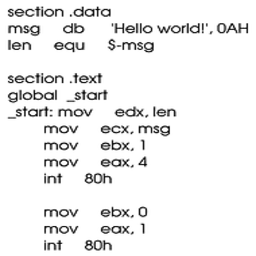 section .data
msg db 'Hello world!', 0AH
len equ $-msg
section .text
global _start
_start: mov edx, len
mov ecx, msg
mov ebx, 1
mov eax, 4
int 80h
mov ebx, 0
mov eax, 1
int 80h